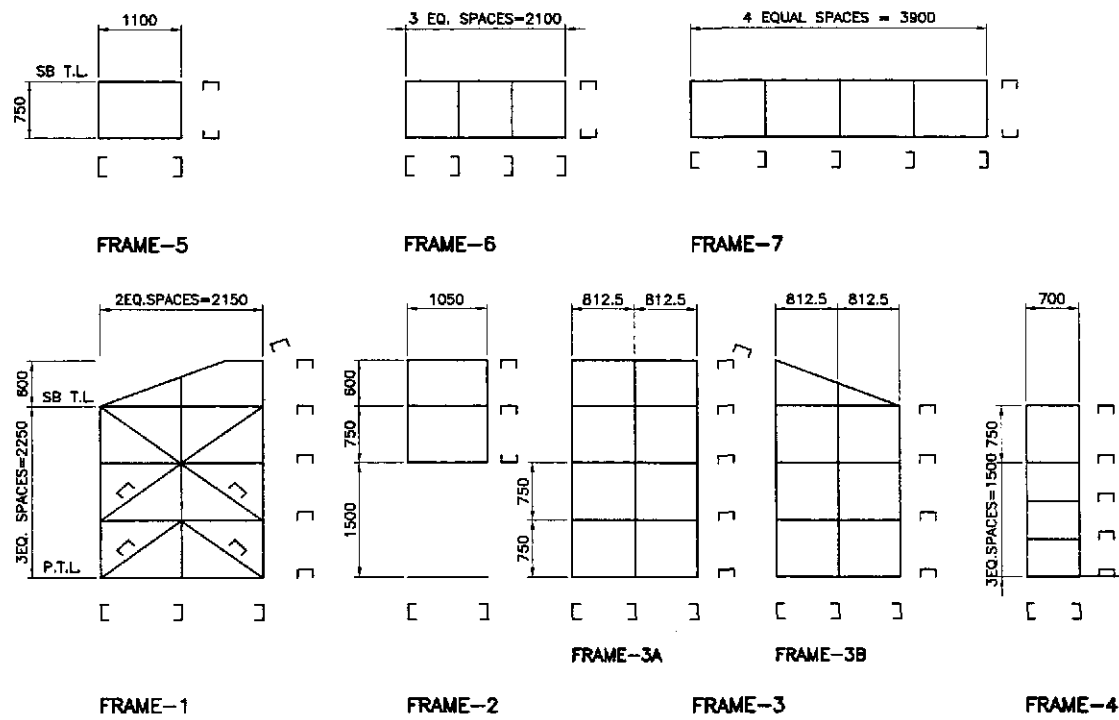 1100
3 EQ. SPACES=2100
4 EQUAL SPACES = 3900
SB T.L.
750
FRAME-5
FRAME-6
FRAME-7
2EQ.SPACES=2150
1050
812.5
812.5
812.5
812.5
700
600
SB T.L.
3EQ. SPACES=2250
P.T.L.
600
750
1500
750
750
750
3EQ.SPACES=1500
FRAME-3A
FRAME-3B
FRAME-1
FRAME-2
FRAME-3
FRAME-4